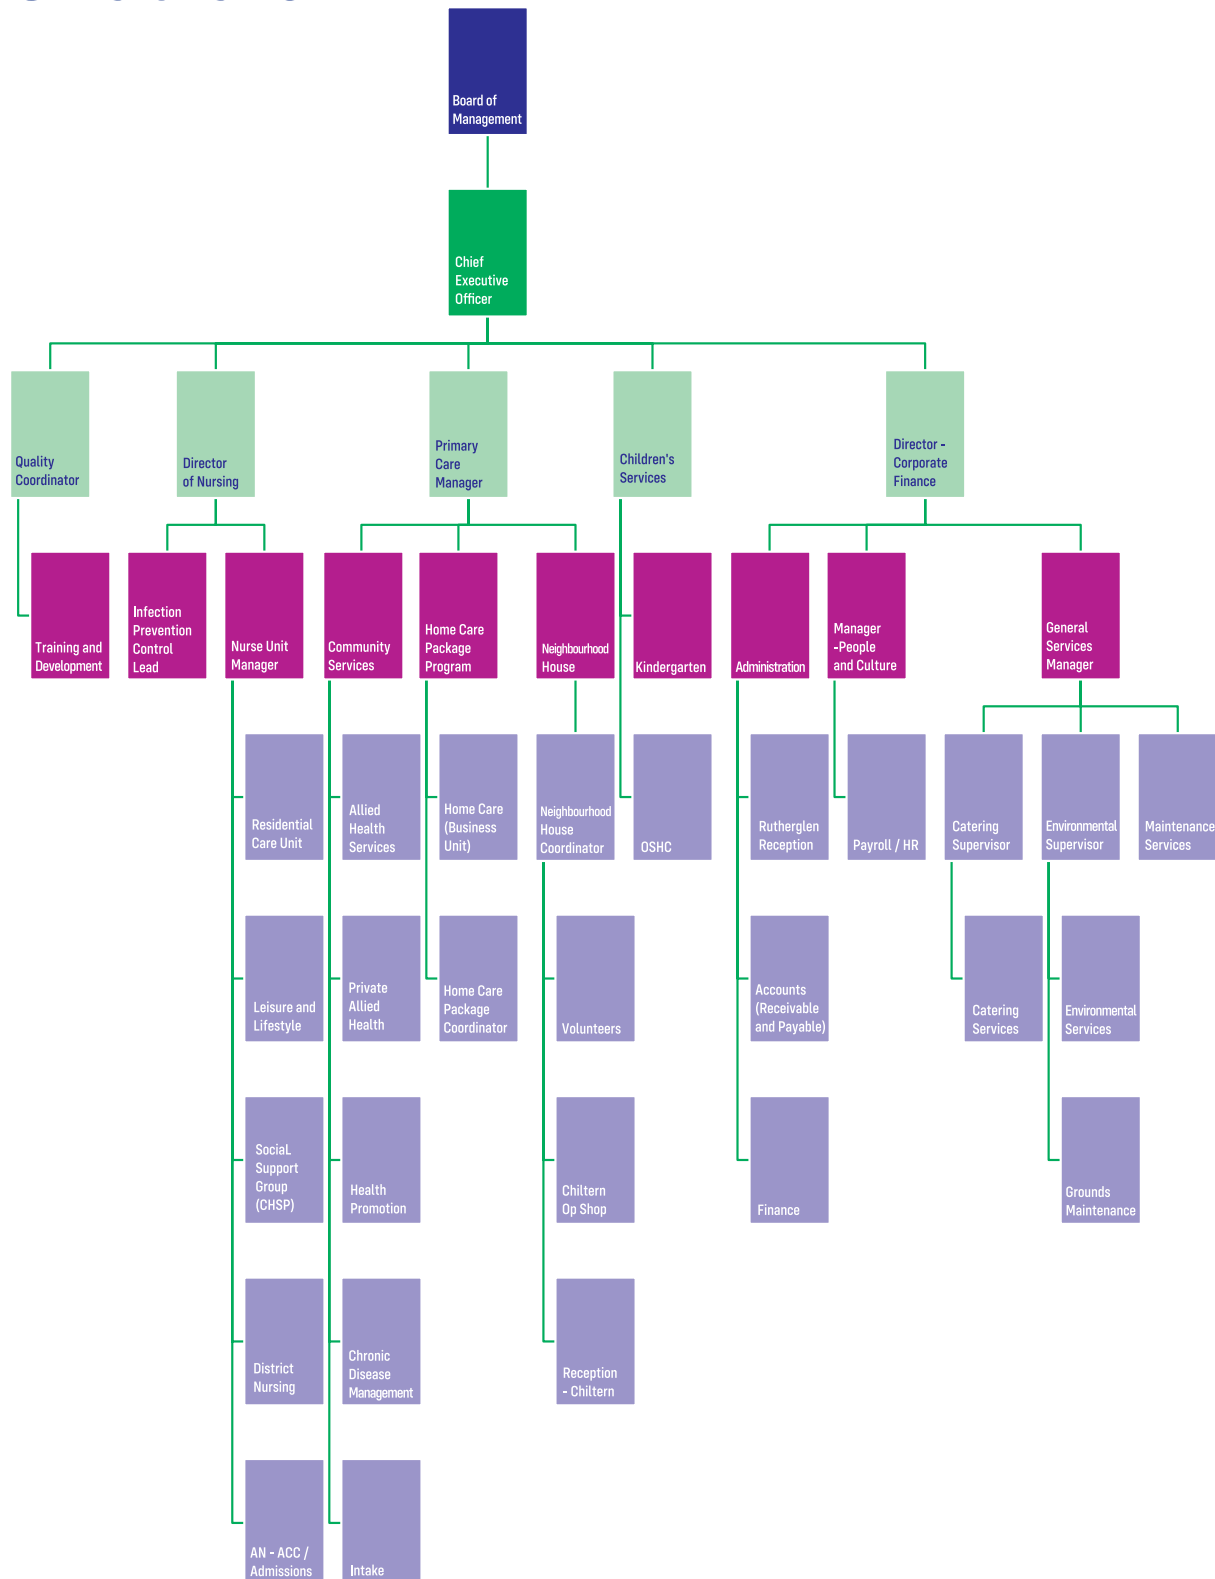 Board of
Management
Chief
Executive
Officer
Quality
Coordinator
Director
of Nursing
Primary
Care
Manager
Children's
Services
Director -
Corporate
Finance
Training and
Development
Infection
Prevention
Control
Lead
Nurse Unit
Manager
Community
Services
Home Care
Package
Program
Neighbourhood
House
Kindergarten
Administration
Manager
-People
and Culture
General
Services
Manager
Residential
Care Unit
Allied
Health
Services
Home Care
(Business
Unit)
Neighbourhood
House
Coordinator
OSHC
Rutherglen
Reception
Payroll / HR
Catering
Supervisor
Environmental
Supervisor
Maintenance
Services
Leisure and
Lifestyle
Private
Allied
Health
Home Care
Package
Coordinator
Volunteers
Accounts
(Receivable
and Payable)
Catering
Services
Environmental
Services
SociaL
Support
Group
(CHSP)
Health
Promotion
Chiltern
Op Shop
Finance
Grounds
Maintenance
District
Nursing
Chronic
Disease
Management
Reception
- Chiltern
AN - ACC /
Admissions
Intake